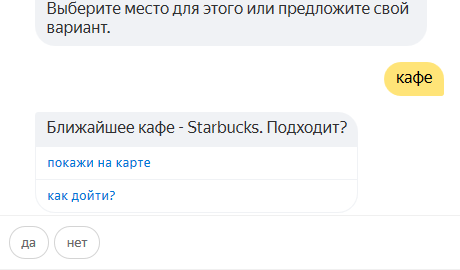 Выберите место для этого или предложите свой
вариант.
кафе
Ближайшее кафе - Starbucks. Подходит?
покажи на карте
как дойти?
да нет